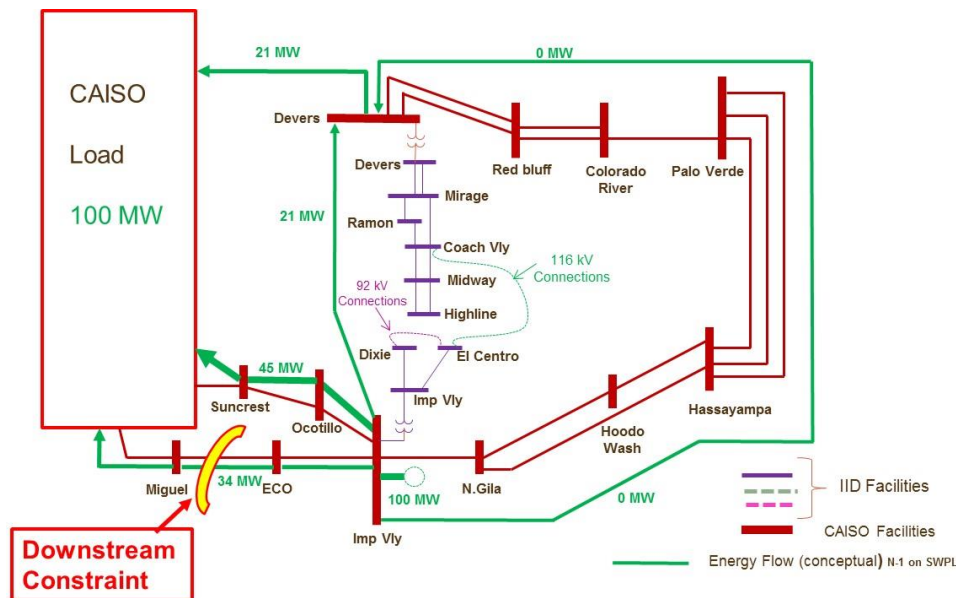 21 MW
0 MW
CAISO
Load
100 MW
Devers
Red bluff
Colorado
River
Palo Verde
Devers
Mirage
Ramon
21 MW
Coach Vly
116 kV
Connections
Midway
92 kV
Connections
Highline
Dixie
El Centro
45 MW
Imp Vly
Hassayampa
Suncrest
Ocotillo
Hoodo
Wash
Miguel
34 MW
ECO
100 MW
N.Gila
0 MW
Imp Vly
Downstream
Constraint
IID Facilities
CAISO Facilities
Energy Flow (conceptual) N-1 on SWPL